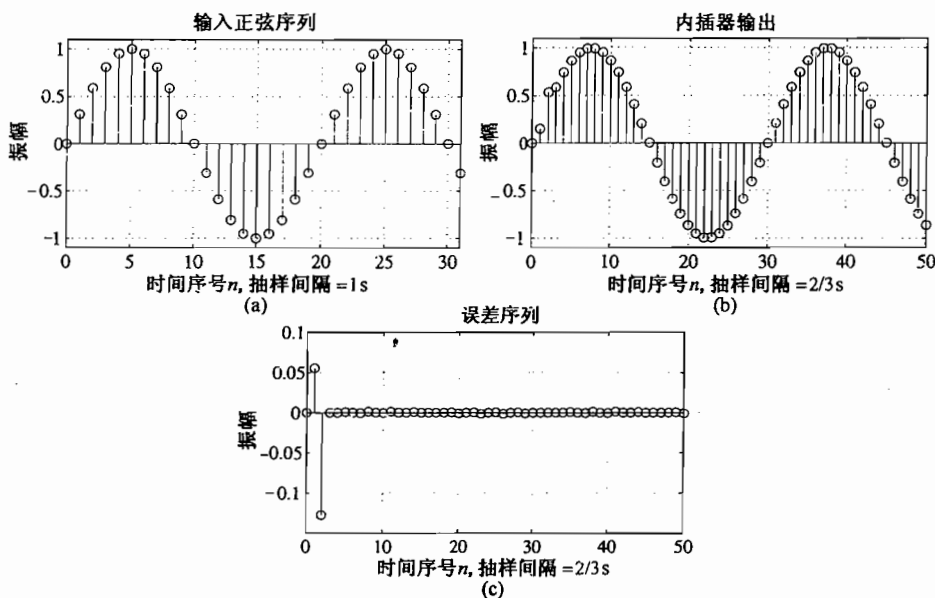 输入正弦序列
1
0.5
0
-0.5
-1
振幅
0 5 10 15 20 25 30
时间序号n, 抽样间隔=1s
(a)
内插器输出
1
0.5
0
-0.5
-1
振幅
0 10 20 30 40 50
时间序号n, 抽样间隔=2/3s
(b)
误差序列
0.1
0.05
0
-0.05
-0.1
振幅
0 10 20 30 40 50
时间序号n, 抽样间隔=2/3s
(c)